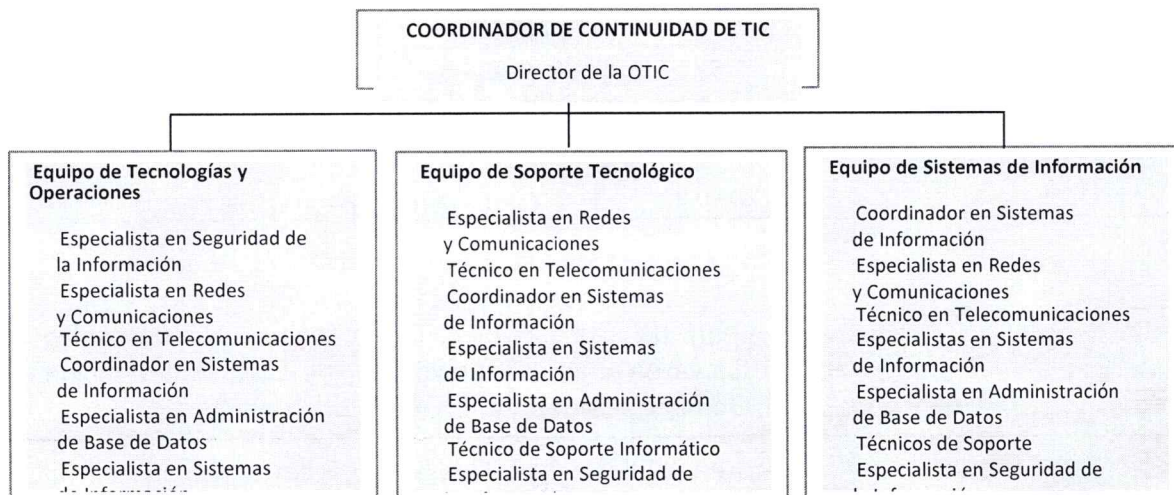 COORDINADOR DE CONTINUIDAD DE TIC
Director de la OTIC
Equipo de Tecnologías y
Operaciones
Especialista en Seguridad de
la Información
Especialista en Redes
y Comunicaciones
Técnico en Telecomunicaciones
Coordinador en Sistemas
de Información
Especialista en Administración
de Base de Datos
Especialista en Sistemas
Equipo de Soporte Tecnológico
Especialista en Redes
y Comunicaciones
Técnico en Telecomunicaciones
Coordinador en Sistemas
de Información
Especialista en Sistemas
de Información
Especialista en Administración
de Base de Datos
Técnico de Soporte Informático
Especialista en Seguridad de
Equipo de Sistemas de Información
Coordinador en Sistemas
de Información
Especialista en Redes
y Comunicaciones
Técnico en Telecomunicaciones
Especialistas en Sistemas
de Información
Especialista en Administración
de Base de Datos
Técnicos de Soporte
Especialista en Seguridad de